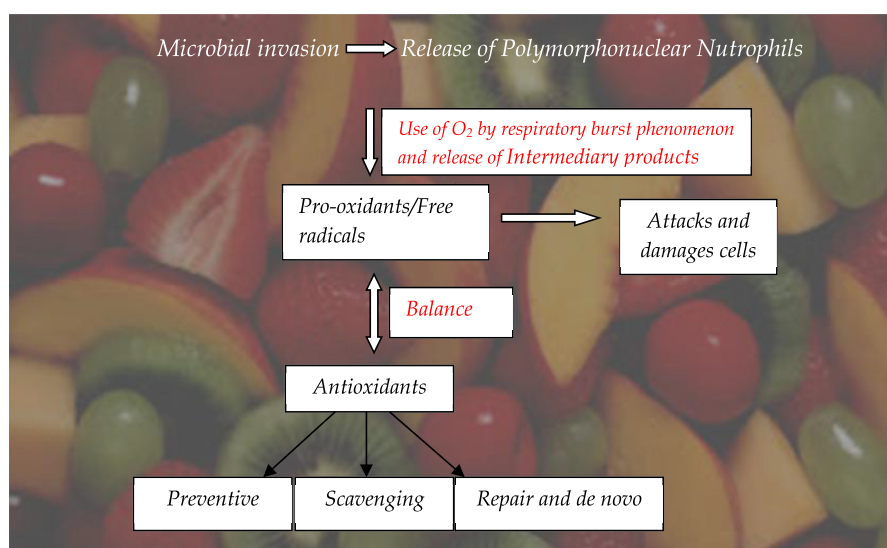 Microbial invasion Release of Polymorphonuclear Nutrophils
Use of O₂ by respiratory burst phenomenon
and release of Intermediary products
Pro-oxidants/Free
radicals
Attacks and
damages cells
Balance
Antioxidants
Preventive Scavenging Repair and de novo